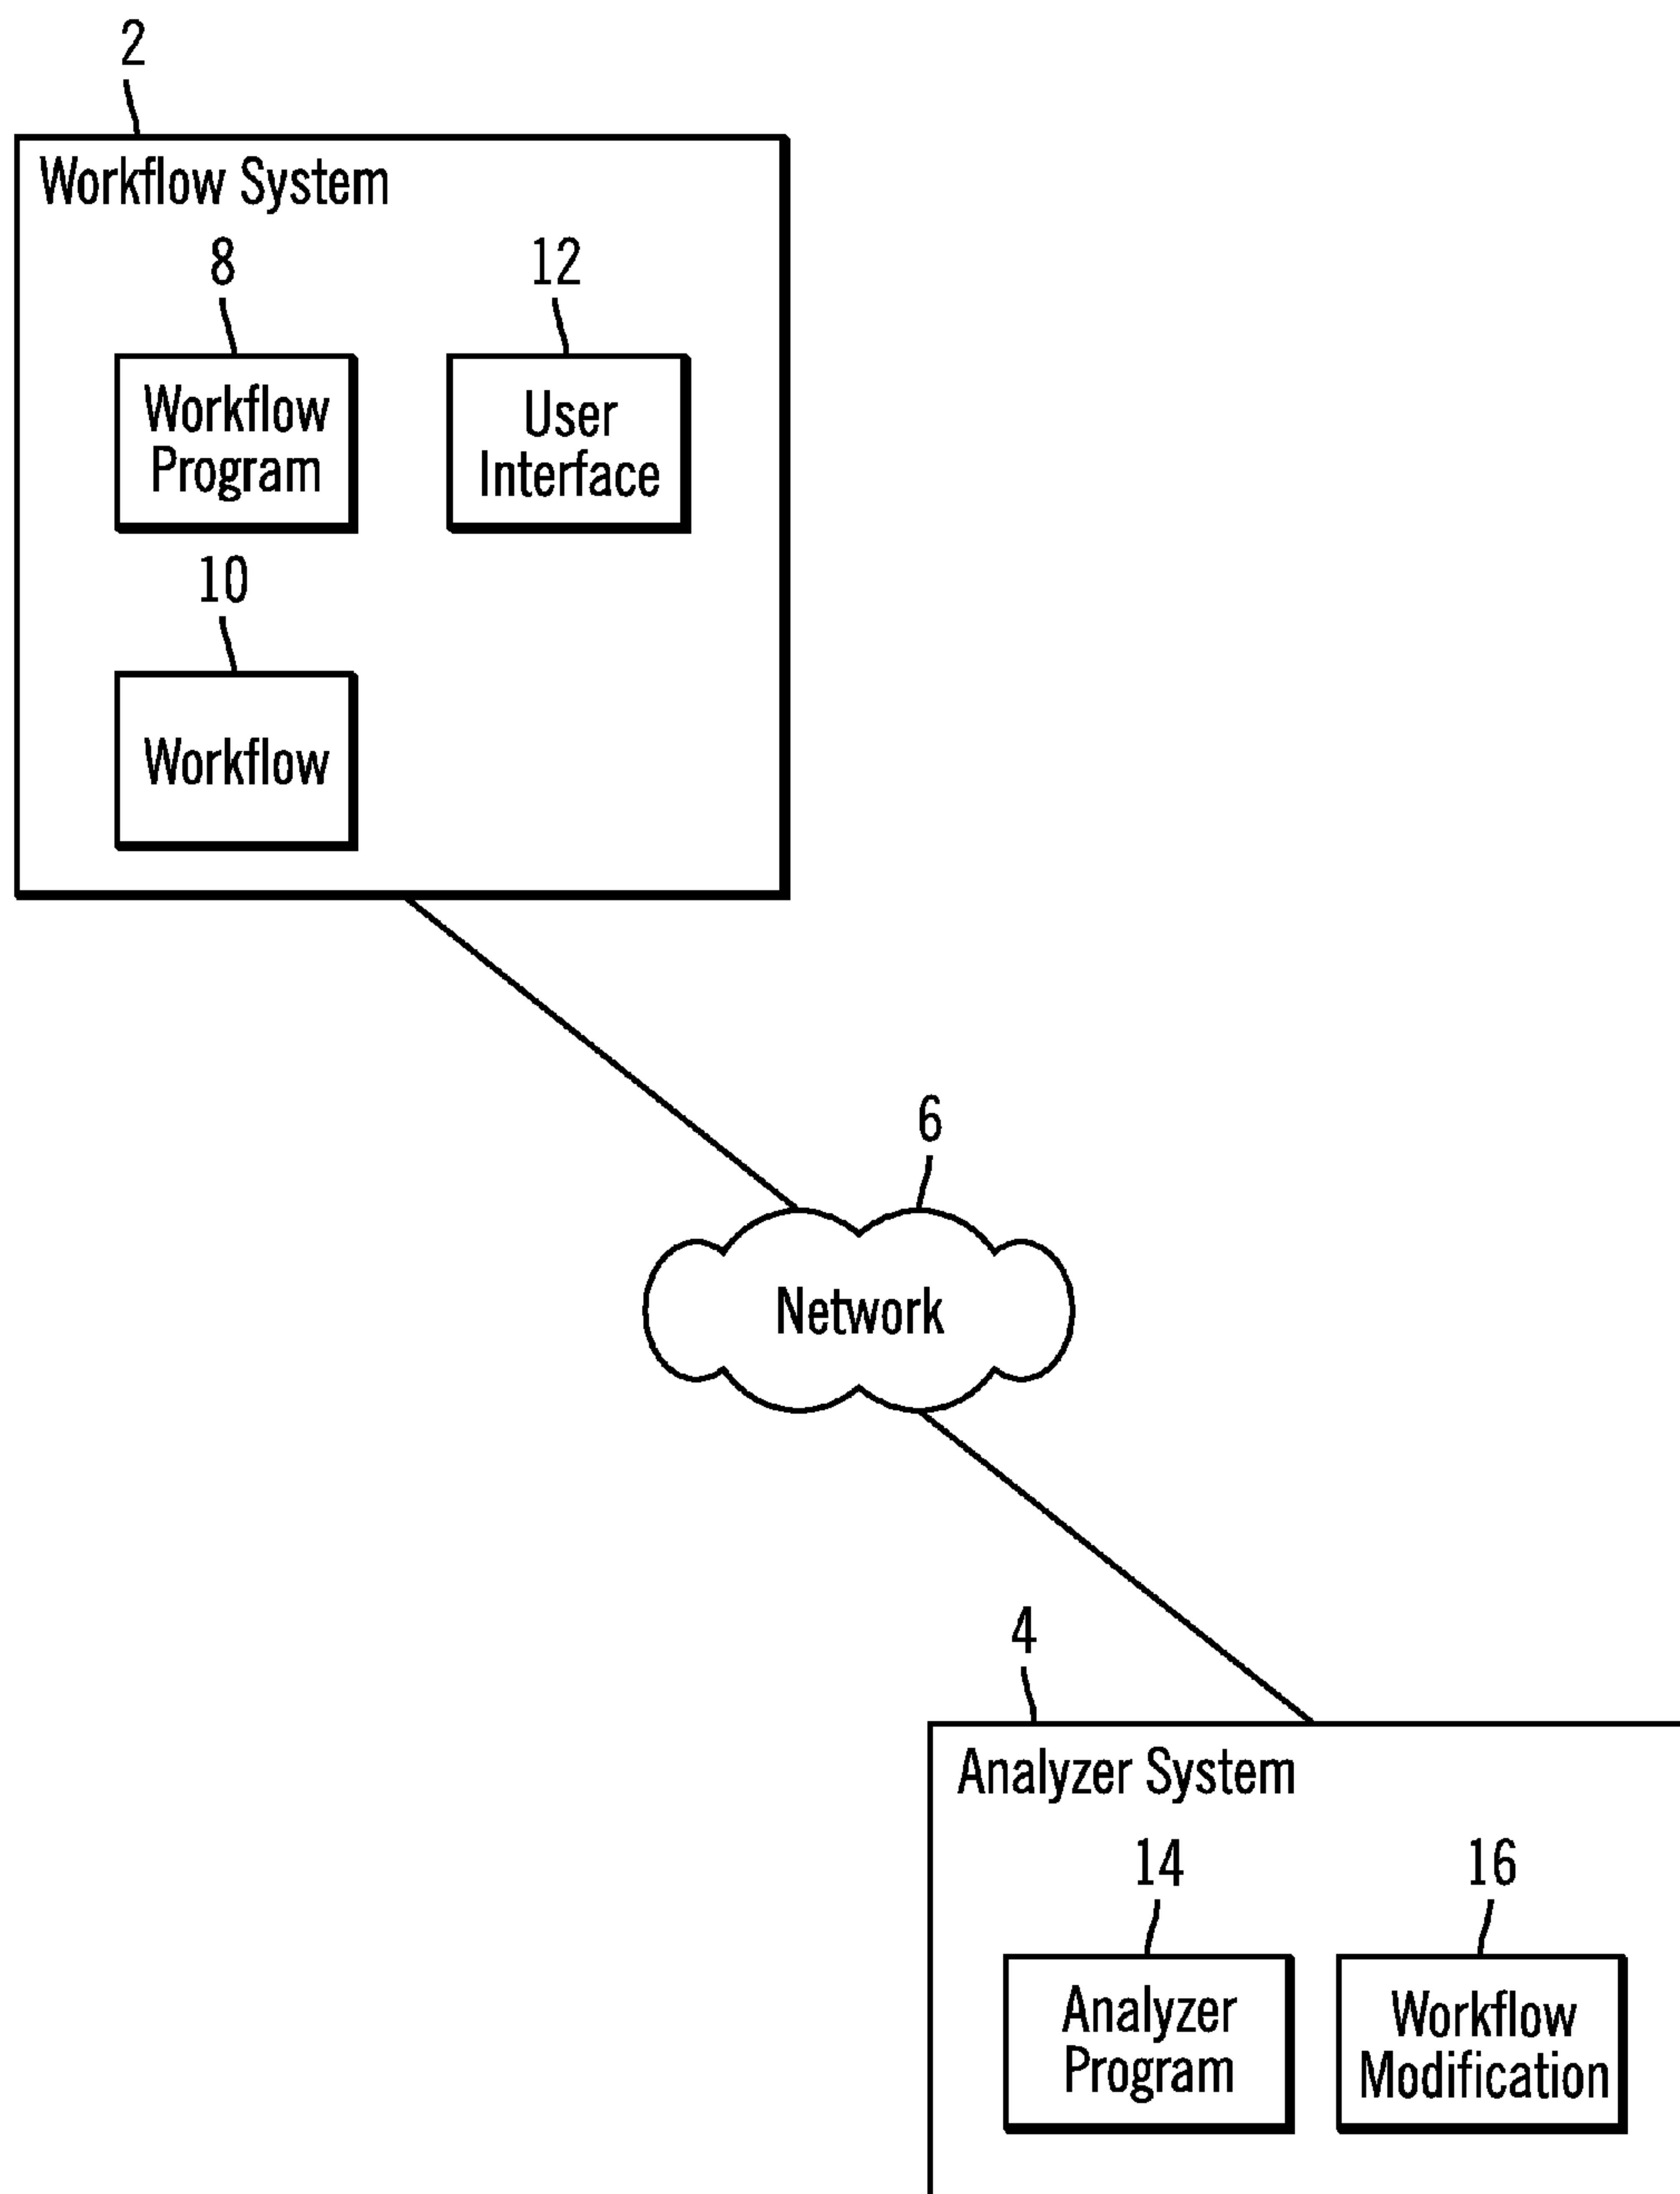 2
Workflow System
8
12
Workflow
Program
User
Interface
10
Workflow
6
Network
4
Analyzer System
14
16
Analyzer
Program
Workflow
Modification